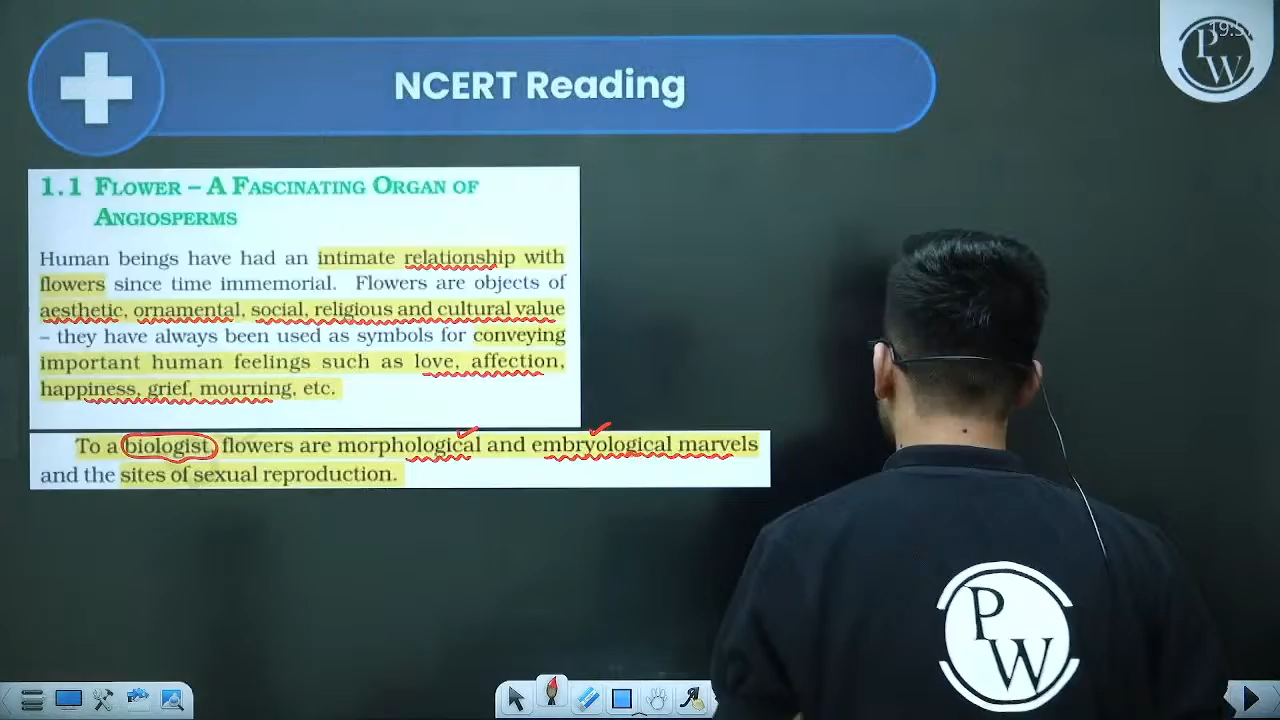 19:5
P
W
NCERT Reading
1.1 FLOWER – A FASCINATING ORGAN OF
ANGIOSPERMS
Human beings have had an intimate relationship with
flowers since time immemorial. Flowers are objects of
aesthetic, ornamental, social, religious and cultural value
– they have always been used as symbols for conveying
important human feelings such as love, affection,
happiness, grief, mourning, etc.
To a biologist, flowers are morphological and embryological marvels
and the sites of sexual reproduction.
P
W